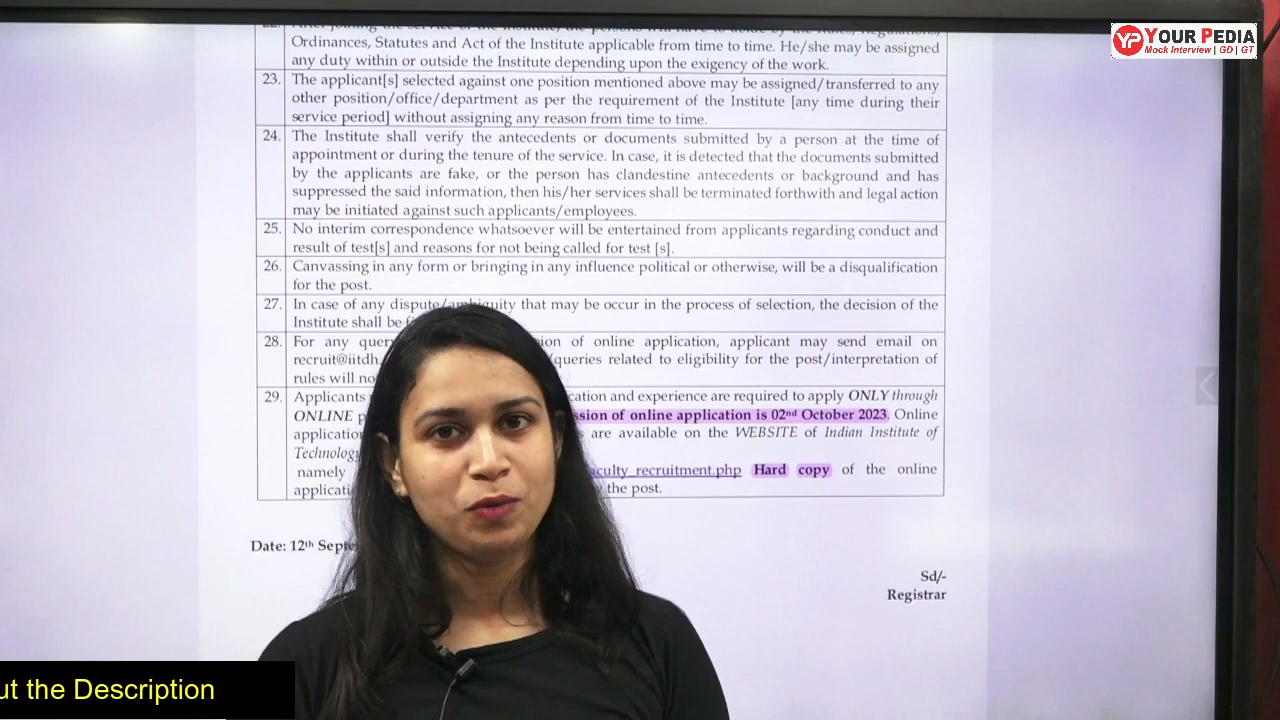 YP YOUR PEDIA
Mock Interview | GD | GT
Ordinances, Statutes and Act of the Institute applicable from time to time. He/she may be assigned
any duty within or outside the Institute depending upon the exigency of the work.
23. The applicant[s] selected against one position mentioned above may be assigned/transferred to any
other position/office/department as per the requirement of the Institute [any time during their
service period] without assigning any reason from time to time.
24. The Institute shall verify the antecedents or documents submitted by a person at the time of
appointment or during the tenure of the service. In case, it is detected that the documents submitted
by the applicants are fake, or the person has clandestine antecedents or background and has
suppressed the said information, then his/her services shall be terminated forthwith and legal action
may be initiated against such applicants/employees.
25. No interim correspondence whatsoever will be entertained from applicants regarding conduct and
result of test[s] and reasons for not being called for test [s].
26. Canvassing in any form or bringing in any influence political or otherwise, will be a disqualification
for the post.
27. In case of any dispute/ambiguity that may be occur in the process of selection, the decision of the
Institute shall be
28. For any of online application, applicant may send email on
recruit@iitdh. /queries related to eligibility for the post/interpretation of
rules will
29. Applicants and experience are required to apply ONLY through
ONLINE of online application is 02nd October 2023. Online
are available on the WEBSITE of Indian Institute of
Technology
namely recruitment.php Hard copy of the online
the post.
Date: 12th
Sd/-
Registrar
the Description